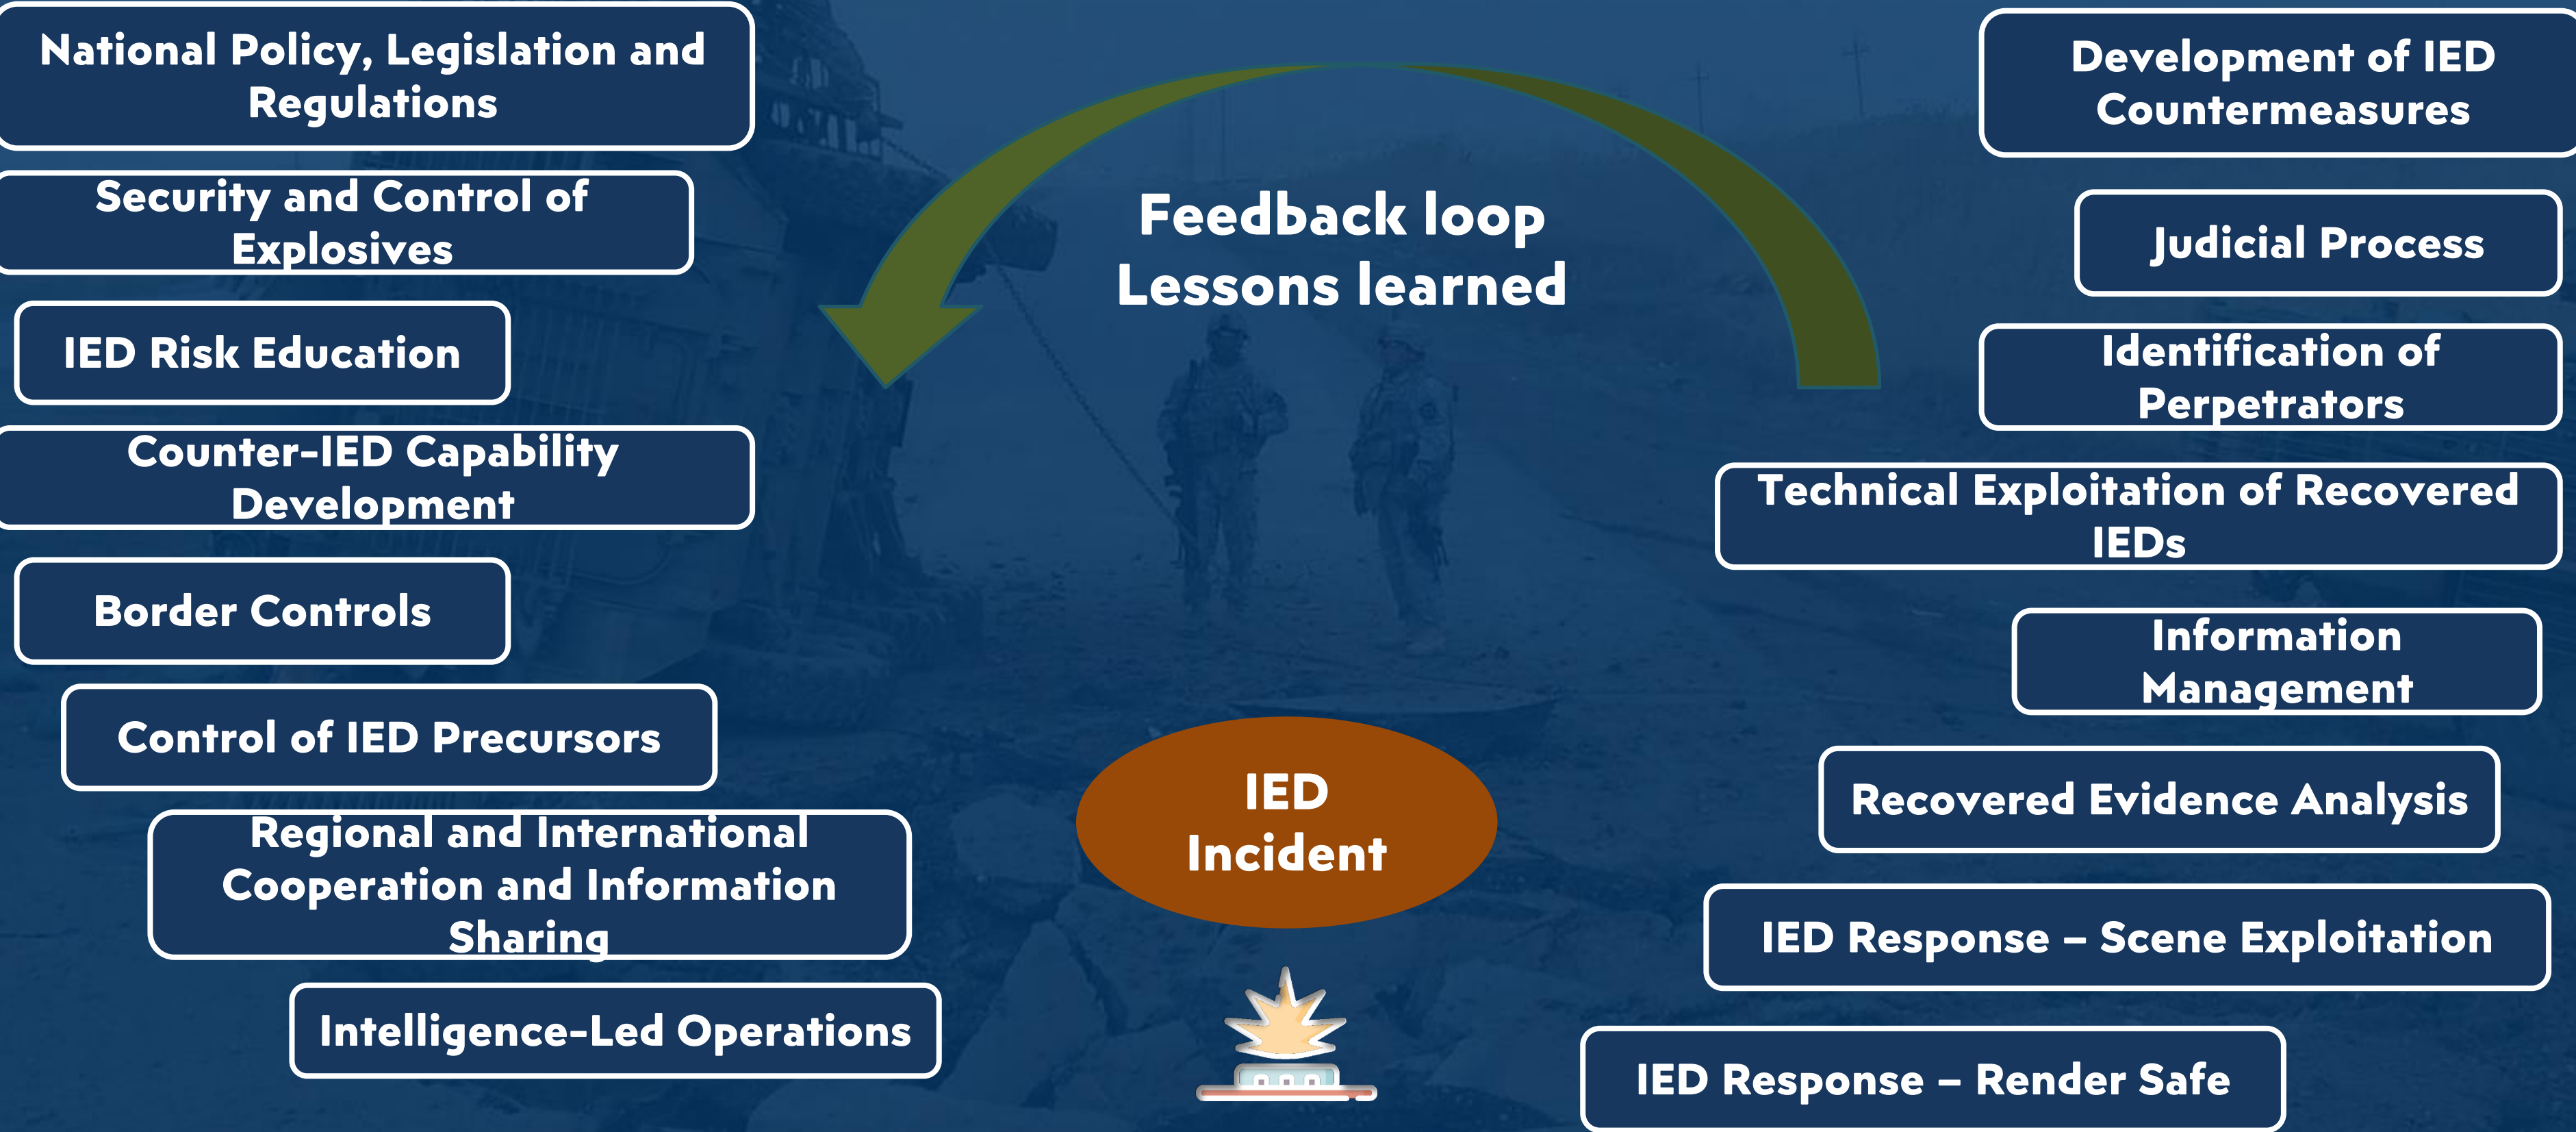 National Policy, Legislation and
Regulations
Security and Control of
Explosives
IED Risk Education
Counter-IED Capability
Development
Border Controls
Control of IED Precursors
Regional and International
Cooperation and Information
Sharing
Intelligence-Led Operations
Feedback loop
Lessons learned
IED
Incident
Development of IED
Countermeasures
Judicial Process
Identification of
Perpetrators
Technical Exploitation of Recovered
IEDs
Information
Management
Recovered Evidence Analysis
IED Response – Scene Exploitation
IED Response – Render Safe